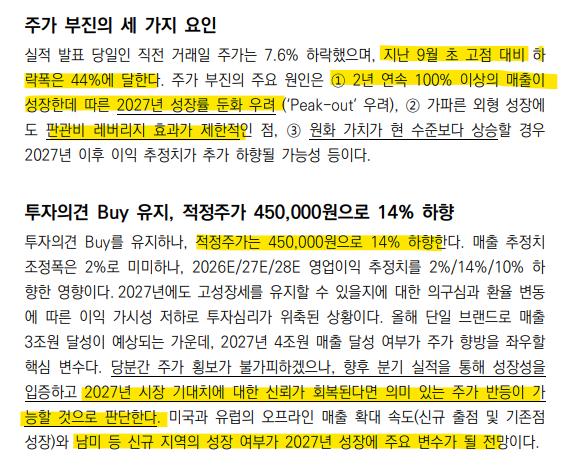 주가 부진의 세 가지 요인
실적 발표 당일인 직전 거래일 주가는 7.6% 하락했으며, 지난 9월 초 고점 대비 하
락폭은 44%에 달한다. 주가 부진의 주요 원인은 ① 2년 연속 100% 이상의 매출이
성장한데 따른 2027년 성장률 둔화 우려 (‘Peak-out’ 우려), ② 가파른 외형 성장에
도 판관비 레버리지 효과가 제한적인 점, ③ 원화 가치가 현 수준보다 상승할 경우
2027년 이후 이익 추정치가 추가 하향될 가능성 등이다.
투자의견 Buy 유지, 적정주가 450,000원으로 14% 하향
투자의견 Buy를 유지하나, 적정주가는 450,000원으로 14% 하향한다. 매출 추정치
조정폭은 2%로 미미하나, 2026E/27E/28E 영업이익 추정치를 2%/14%/10% 하
향한 영향이다. 2027년에도 고성장세를 유지할 수 있을지에 대한 의구심과 환율 변동
에 따른 이익 가시성 저하로 투자심리가 위축된 상황이다. 올해 단일 브랜드로 매출
3조원 달성이 예상되는 가운데, 2027년 4조원 매출 달성 여부가 주가 향방을 좌우할
핵심 변수다. 당분간 주가 횡보가 불가피하겠으나, 향후 분기 실적을 통해 성장성을
입증하고 2027년 시장 기대치에 대한 신뢰가 회복된다면 의미 있는 주가 반등이 가
능할 것으로 판단한다. 미국과 유럽의 오프라인 매출 확대 속도(신규 출점 및 기존점
성장)와 남미 등 신규 지역의 성장 여부가 2027년 성장에 주요 변수가 될 전망이다.